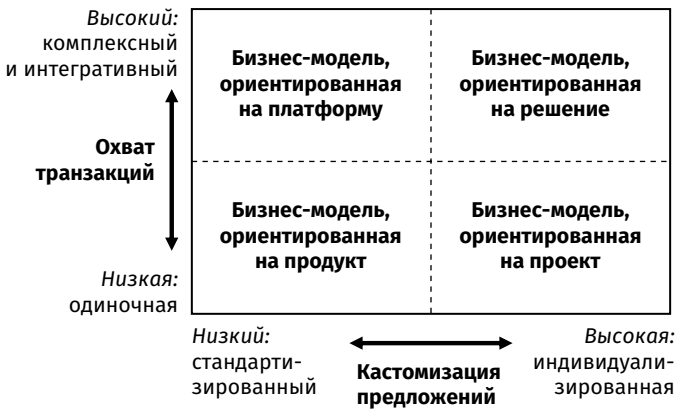 Высокий:
комплексный
и интегративный
Охват
транзакций
Низкая:
одиночная
Бизнес-модель,
ориентированная
на платформу
Бизнес-модель,
ориентированная
на решение
Бизнес-модель,
ориентированная
на продукт
Бизнес-модель,
ориентированная
на проект
Низкий:
стандарти-
зированный
Кастомизация
предложений
Высокая:
индивидуали-
зированная